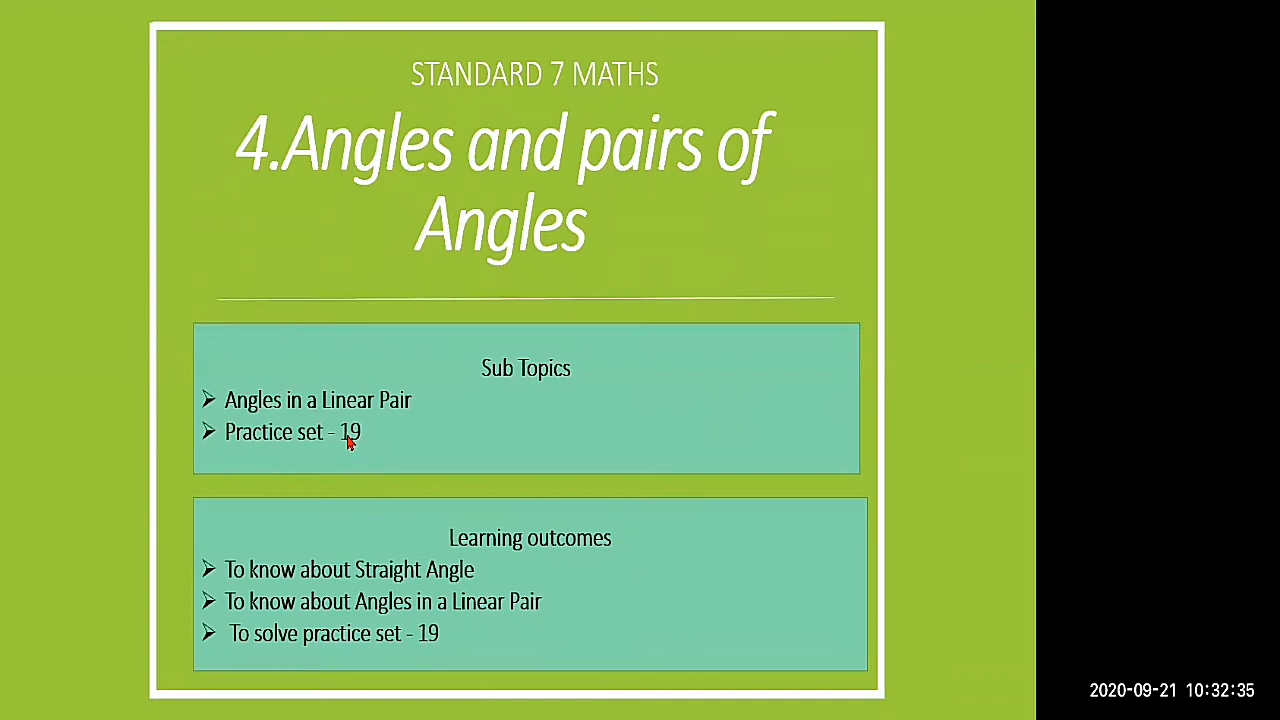 STANDARD 7 MATHS
4.Angles and pairs of
Angles
Sub Topics
➢ Angles in a Linear Pair
➢ Practice set - 19
Learning outcomes
➢ To know about Straight Angle
➢ To know about Angles in a Linear Pair
➢ To solve practice set - 19
2020-09-21 10:32:35